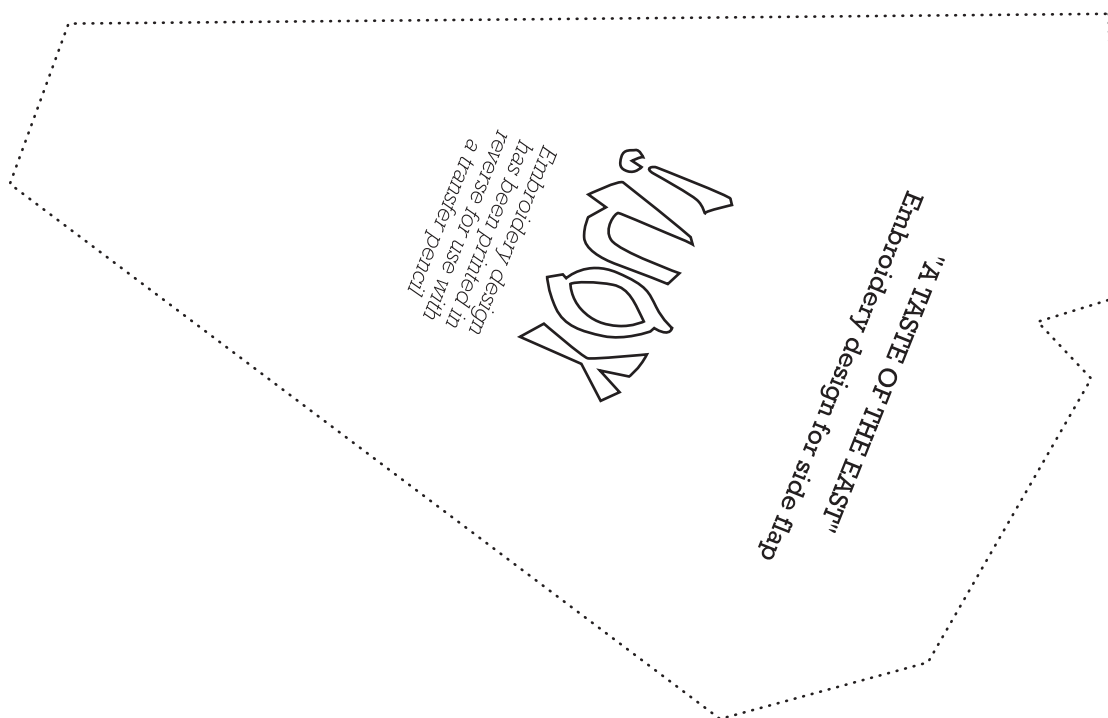 "A TASTE OF THE EAST"
Embroidery design for side flap
Embroidery design
has been printed in
reverse for use with
a transfer pencil